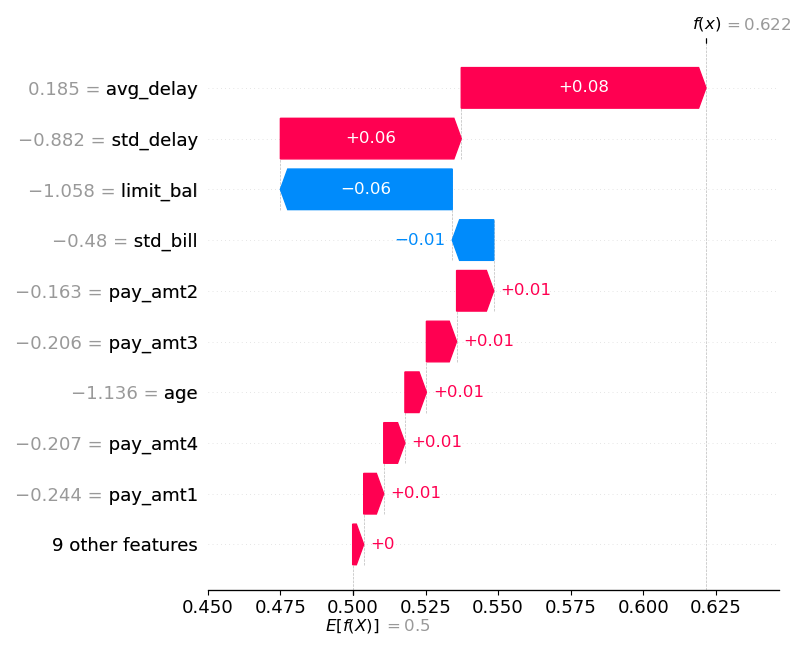 f(x) = 0.622
0.185 = avg_delay +0.08
−0.882 = std_delay +0.06
−1.058 = limit_bal −0.06
−0.48 = std_bill −0.01
−0.163 = pay_amt2 +0.01
−0.206 = pay_amt3 +0.01
−1.136 = age +0.01
−0.207 = pay_amt4 +0.01
−0.244 = pay_amt1 +0.01
9 other features +0
0.450 0.475 0.500 0.525 0.550 0.575 0.600 0.625
E[f(X)] = 0.5